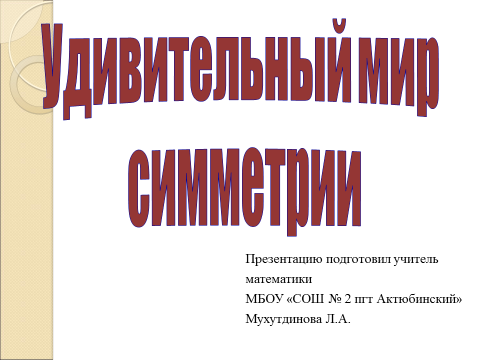 Удивительный мир
симметрии
Презентацию подготовил учитель
математики
МБОУ «СОШ № 2 пгт Актюбинский»
Мухутдинова Л.А.